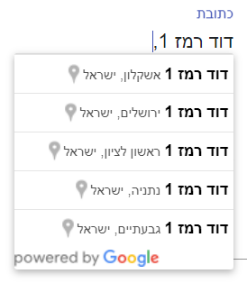 כתובת
דוד רמז 1,
דוד רמז 1 אשקלון, ישראל
דוד רמז 1 ירושלים, ישראל
דוד רמז 1 ראשון לציון, ישראל
דוד רמז 1 נתניה, ישראל
דוד רמז 1 גבעתיים, ישראל
powered by Google